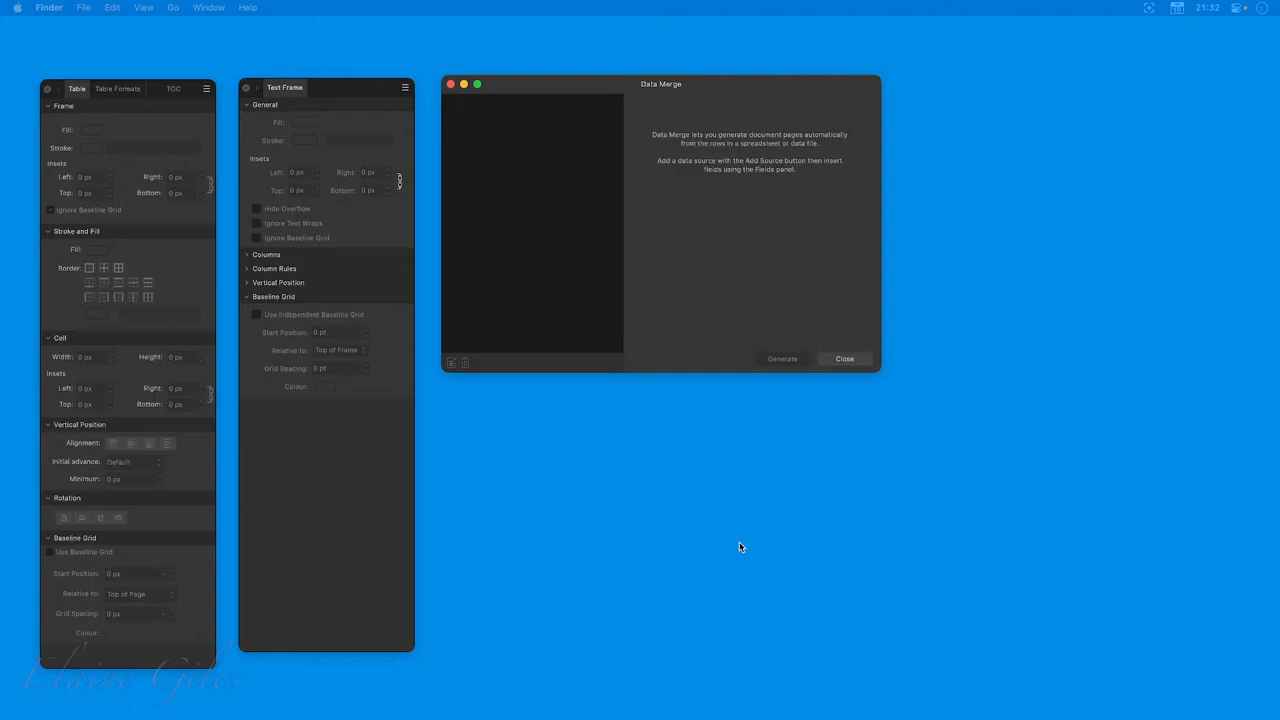 Finder File Edit View Go Window Help 21:32
Table Table Formats TOC
Frame
Fill:
Stroke:
Insets
Left: 0 px Right: 0 px
Top: 0 px Bottom: 0 px
Ignore Baseline Grid
Stroke and Fill
Fill:
Border:
Cell
Width: 0 px Height: 0 px
Insets
Left: 0 px Right: 0 px
Top: 0 px Bottom: 0 px
Vertical Position
Alignment:
Initial advance: Default
Minimum: 0 px
Rotation
Baseline Grid
Use Baseline Grid
Start Position: 0 px
Relative to: Top of Page
Grid Spacing: 0 px
Colour:
Elaine Giles
Text Frame
General
Fill:
Stroke:
Insets
Left: 0 px Right: 0 px
Top: 0 px Bottom: 0 px
Hide Overflow
Ignore Text Wraps
Ignore Baseline Grid
Columns
Column Rules
Vertical Position
Baseline Grid
Use Independent Baseline Grid
Start Position: 0 pt
Relative to: Top of Frame
Grid Spacing: 0 pt
Colour:
Data Merge
Data Merge lets you generate document pages automatically
from the rows in a spreadsheet or data file.
Add a data source with the Add Source button then insert
fields using the Fields panel.
Generate Close